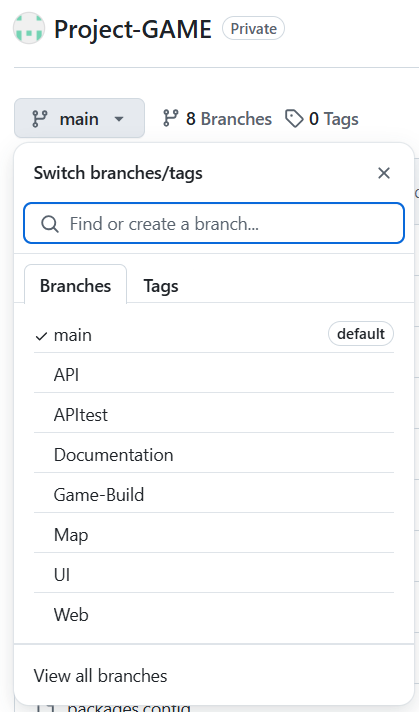 Project-GAME Private
main 8 Branches 0 Tags
Switch branches/tags
Find or create a branch...
Branches Tags
main default
API
APItest
Documentation
Game-Build
Map
UI
Web
View all branches
packages.config